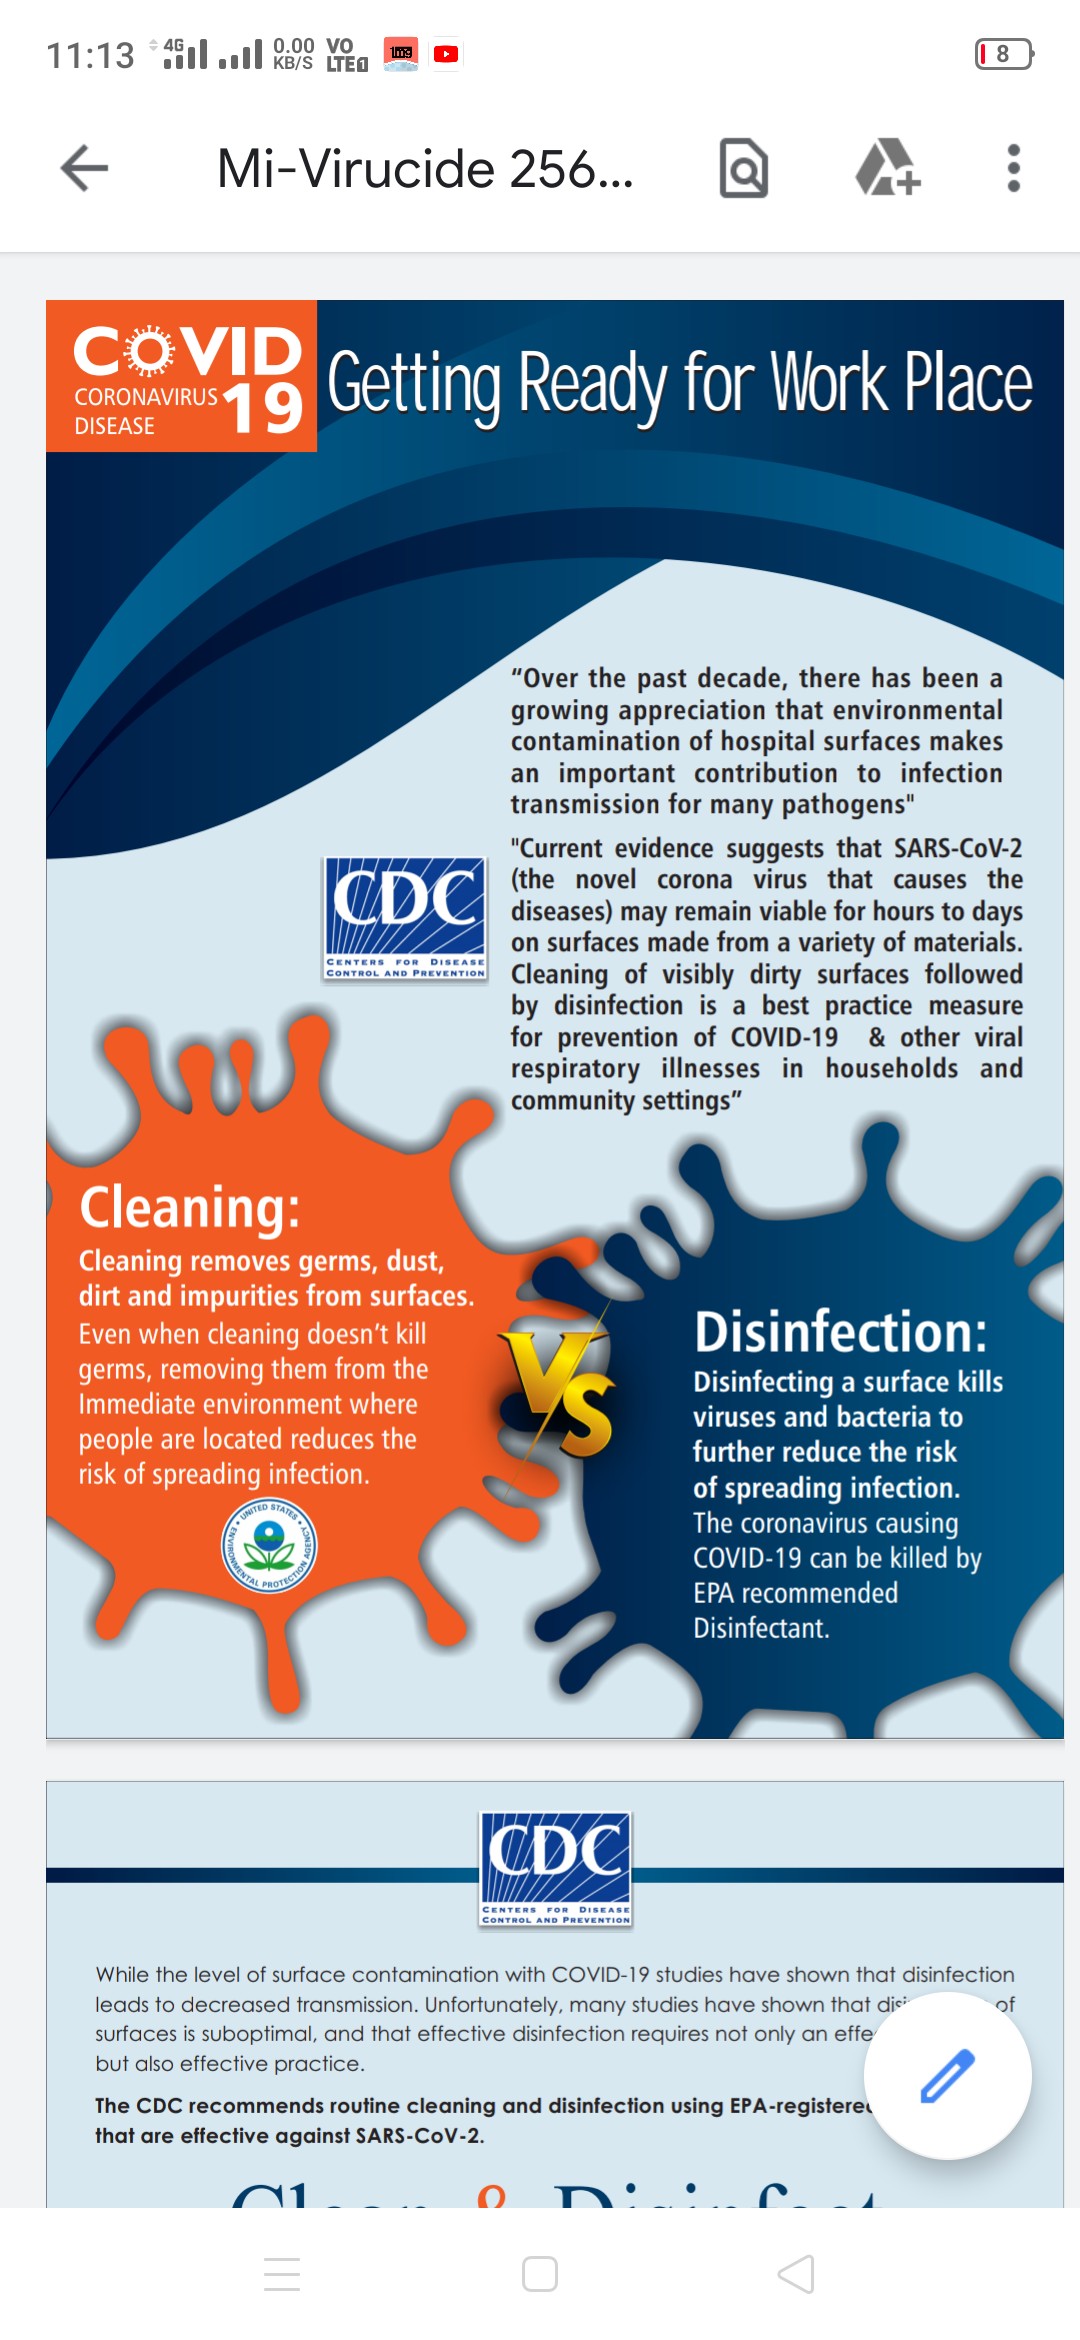 11:13 4G 0.00 KB/S VO LTE 1 1mg 8
Mi-Virucide 256...
COVID 19
CORONAVIRUS
DISEASE
Getting Ready for Work Place
“Over the past decade, there has been a
growing appreciation that environmental
contamination of hospital surfaces makes
an important contribution to infection
transmission for many pathogens"
"Current evidence suggests that SARS-CoV-2
(the novel corona virus that causes the
diseases) may remain viable for hours to days
on surfaces made from a variety of materials.
Cleaning of visibly dirty surfaces followed
by disinfection is a best practice measure
for prevention of COVID-19 & other viral
respiratory illnesses in households and
community settings”
CDC
CENTERS FOR DISEASE
CONTROL AND PREVENTION
Cleaning:
Cleaning removes germs, dust,
dirt and impurities from surfaces.
Even when cleaning doesn’t kill
germs, removing them from the
Immediate environment where
people are located reduces the
risk of spreading infection.
UNITED STATES
ENVIRONMENTAL PROTECTION AGENCY
VS
Disinfection:
Disinfecting a surface kills
viruses and bacteria to
further reduce the risk
of spreading infection.
The coronavirus causing
COVID-19 can be killed by
EPA recommended
Disinfectant.
CDC
CENTERS FOR DISEASE
CONTROL AND PREVENTION
While the level of surface contamination with COVID-19 studies have shown that disinfection
leads to decreased transmission. Unfortunately, many studies have shown that of
surfaces is suboptimal, and that effective disinfection requires not only an
but also effective practice.
The CDC recommends routine cleaning and disinfection using EPA-registered
that are effective against SARS-CoV-2.
Clean & Disinfect